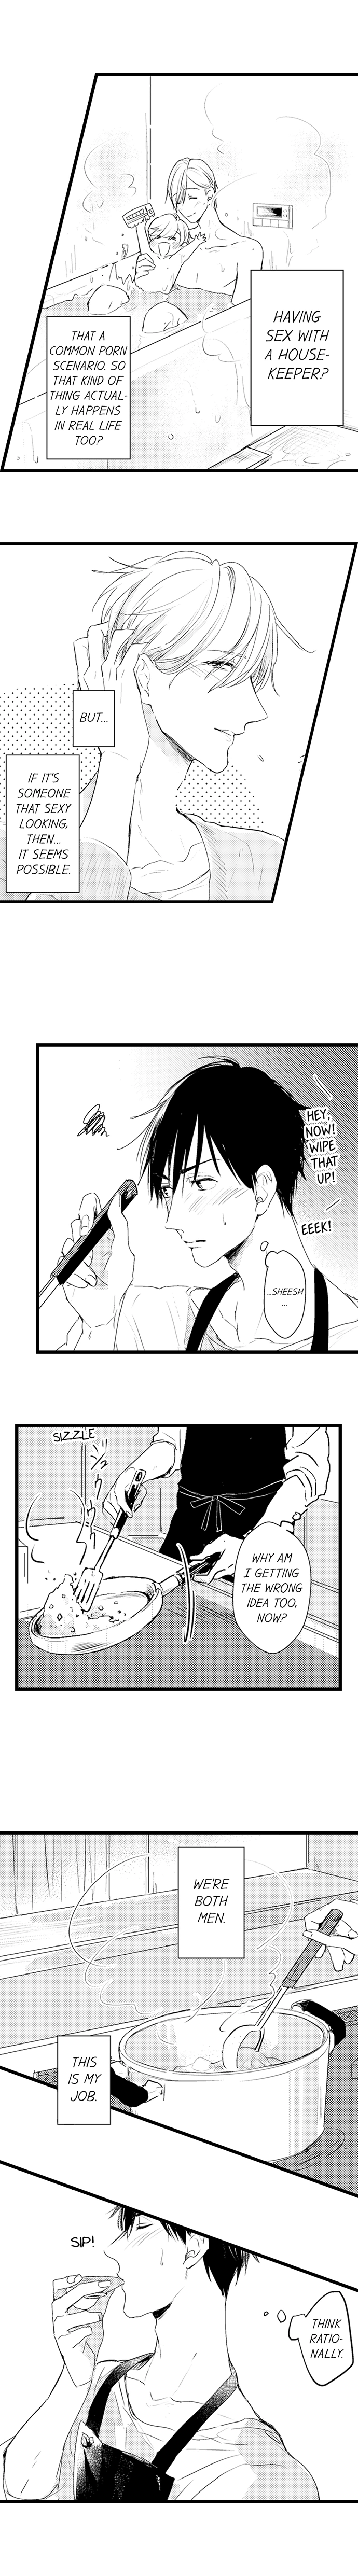 HAVING
SEX WITH
A HOUSE-
KEEPER?
THAT A
COMMON PORN
SCENARIO. SO
THAT KIND OF
THING ACTUAL-
LY HAPPENS
IN REAL LIFE
TOO?
BUT...
IF IT'S
SOMEONE
THAT SEXY
LOOKING,
THEN...
IT SEEMS
POSSIBLE.
HEY,
NOW!
WIPE
THAT
UP!
EEEK!
...SHEESH
...
SIZZLE
WHY AM
I GETTING
THE WRONG
IDEA TOO,
NOW?
WE'RE
BOTH
MEN.
THIS
IS MY
JOB.
SIP!
THINK
RATIO-
NALLY.